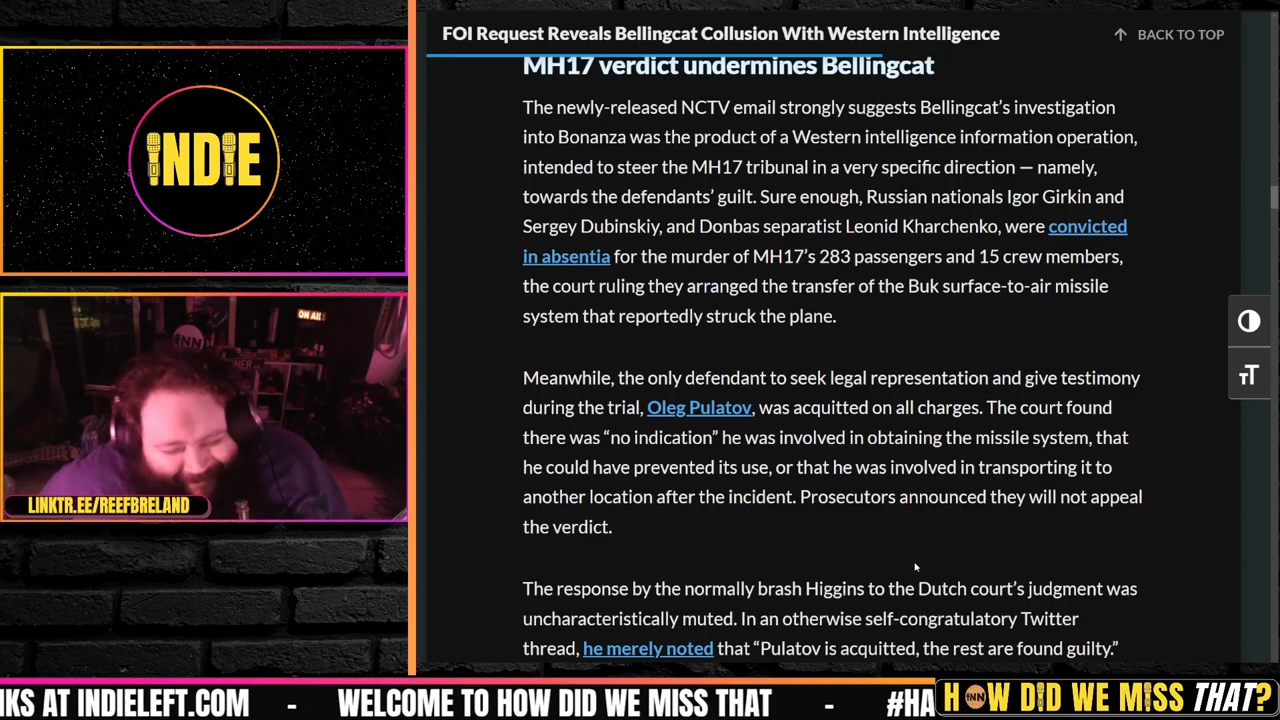 FOI Request Reveals Bellingcat Collusion With Western Intelligence
BACK TO TOP
MH17 verdict undermines Bellingcat
The newly-released NCTV email strongly suggests Bellingcat’s investigation
into Bonanza was the product of a Western intelligence information operation,
intended to steer the MH17 tribunal in a very specific direction — namely,
towards the defendants’ guilt. Sure enough, Russian nationals Igor Girkin and
Sergey Dubinskiy, and Donbas separatist Leonid Kharchenko, were convicted
in absentia for the murder of MH17’s 283 passengers and 15 crew members,
the court ruling they arranged the transfer of the Buk surface-to-air missile
system that reportedly struck the plane.
Meanwhile, the only defendant to seek legal representation and give testimony
during the trial, Oleg Pulatov, was acquitted on all charges. The court found
there was “no indication” he was involved in obtaining the missile system, that
he could have prevented its use, or that he was involved in transporting it to
another location after the incident. Prosecutors announced they will not appeal
the verdict.
The response by the normally brash Higgins to the Dutch court’s judgment was
uncharacteristically muted. In an otherwise self-congratulatory Twitter
thread, he merely noted that “Pulatov is acquitted, the rest are found guilty.”
TT
INDIE
ON AIR
INN
LINKTR.EE/REEFBRELAND
NKS AT INDIELEFT.COM - WELCOME TO HOW DID WE MISS THAT - #HA
HOW DID WE MISS THAT?
INN